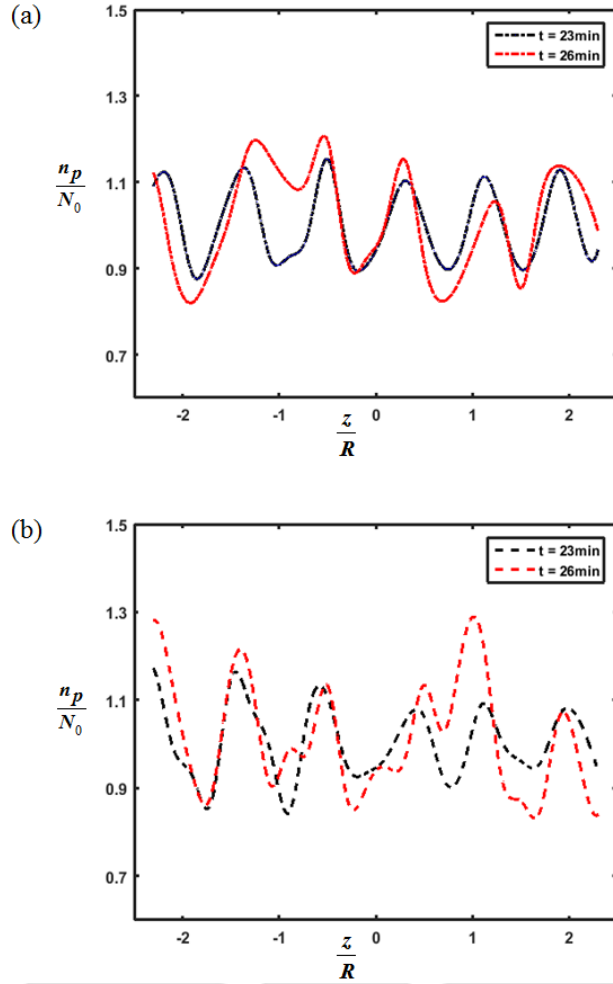 (a)
1.5
t = 23min
t = 26min
1.3
n_p
N_0
1.1
0.9
0.7
-2 -1 0 1 2
z
R
(b)
1.5
t = 23min
t = 26min
1.3
n_p
N_0
1.1
0.9
0.7
-2 -1 0 1 2
z
R